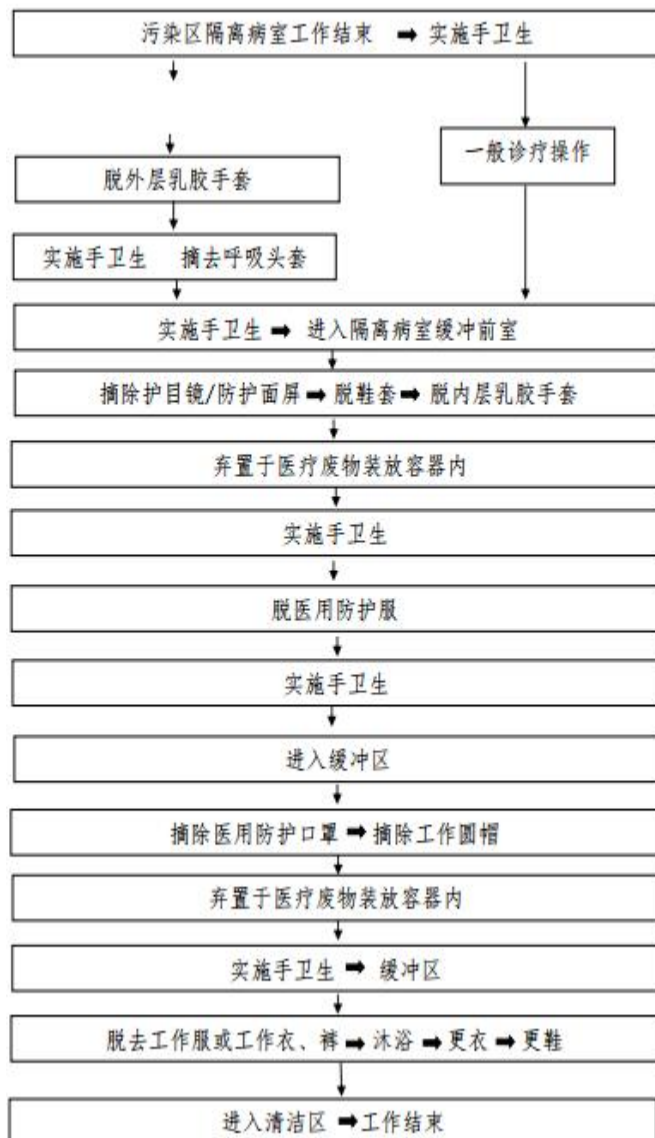 污染区隔离病室工作结束 ➡ 实施手卫生
一般诊疗操作
脱外层乳胶手套
实施手卫生 摘去呼吸头套
实施手卫生 ➡ 进入隔离病室缓冲前室
摘除护目镜/防护面屏 ➡ 脱鞋套 ➡ 脱内层乳胶手套
弃置于医疗废物装放容器内
实施手卫生
脱医用防护服
实施手卫生
进入缓冲区
摘除医用防护口罩 ➡ 摘除工作圆帽
弃置于医疗废物装放容器内
实施手卫生 ➡ 缓冲区
脱去工作服或工作衣、裤 ➡ 沐浴 ➡ 更衣 ➡ 更鞋
进入清洁区 ➡ 工作结束